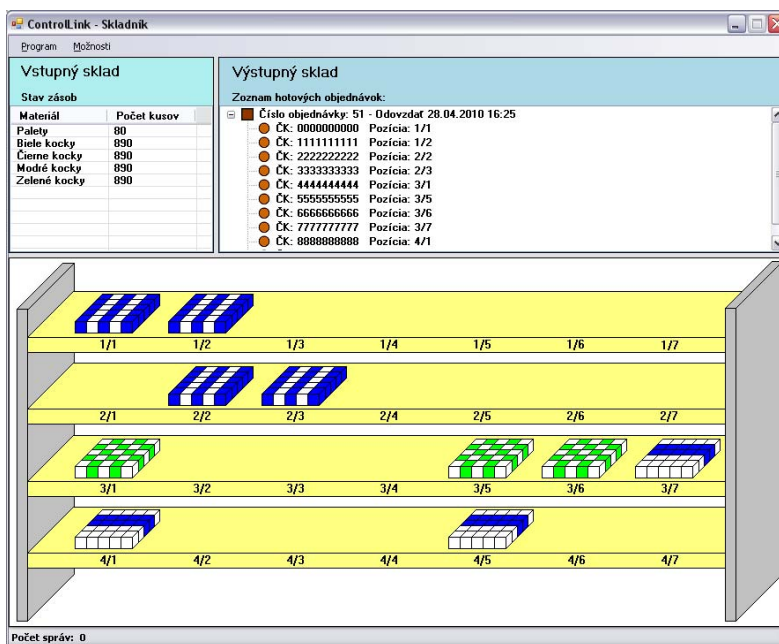 ControlLink - Skladník
Program Možnosti
Vstupný sklad
Stav zásob
Materiál Počet kusov
Palety 80
Biele kocky 890
Čierne kocky 890
Modré kocky 890
Zelené kocky 890
Výstupný sklad
Zoznam hotových objednávok:
Číslo objednávky: 51 - Odovzdať 28.04.2010 16:25
ČK: 0000000000 Pozícia: 1/1
ČK: 1111111111 Pozícia: 1/2
ČK: 2222222222 Pozícia: 2/2
ČK: 3333333333 Pozícia: 2/3
ČK: 4444444444 Pozícia: 3/1
ČK: 5555555555 Pozícia: 3/5
ČK: 6666666666 Pozícia: 3/6
ČK: 7777777777 Pozícia: 3/7
ČK: 8888888888 Pozícia: 4/1
1/1 1/2 1/3 1/4 1/5 1/6 1/7
2/1 2/2 2/3 2/4 2/5 2/6 2/7
3/1 3/2 3/3 3/4 3/5 3/6 3/7
4/1 4/2 4/3 4/4 4/5 4/6 4/7
Počet správ: 0